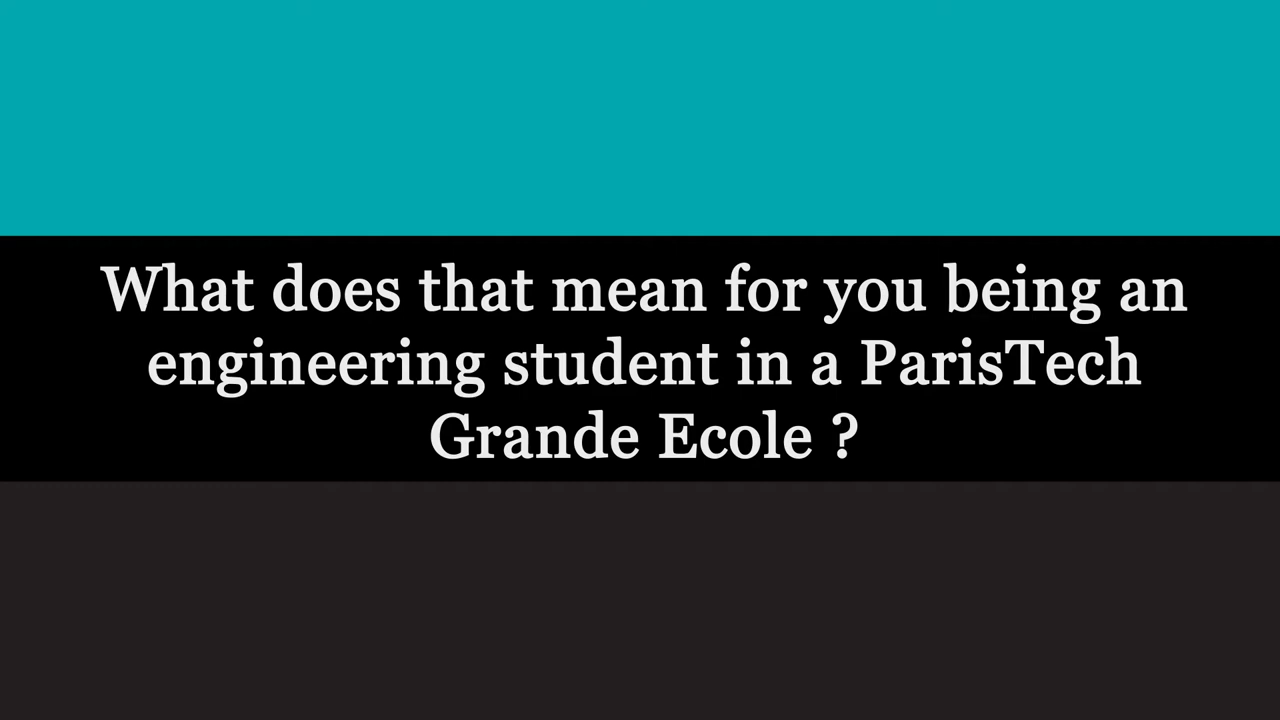 What does that mean for you being an
engineering student in a ParisTech
Grande Ecole ?